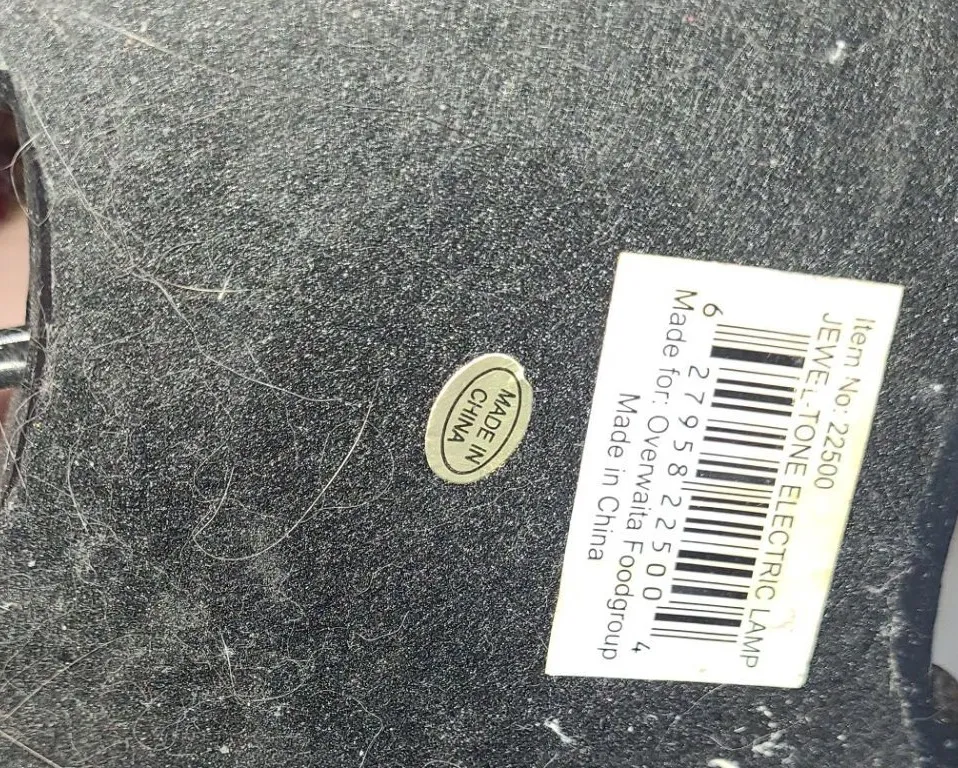 Item No: 22500
JEWEL-TONE ELECTRIC LAMP
6 27958 22500 4
Made for: Overwaita Foodgroup
Made in China
MADE IN
CHINA